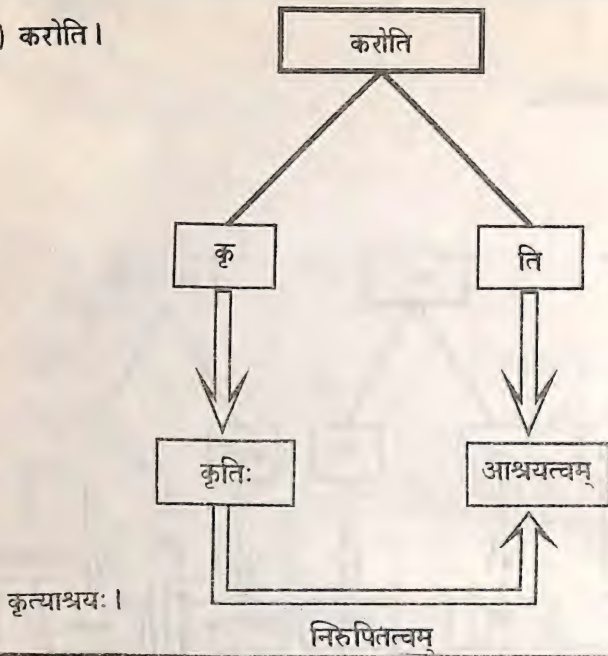 ) करोति ।
करोति
कृ
ति
कृतिः
आश्रयत्वम्
कृत्याश्रयः ।
निरुपितत्वम्